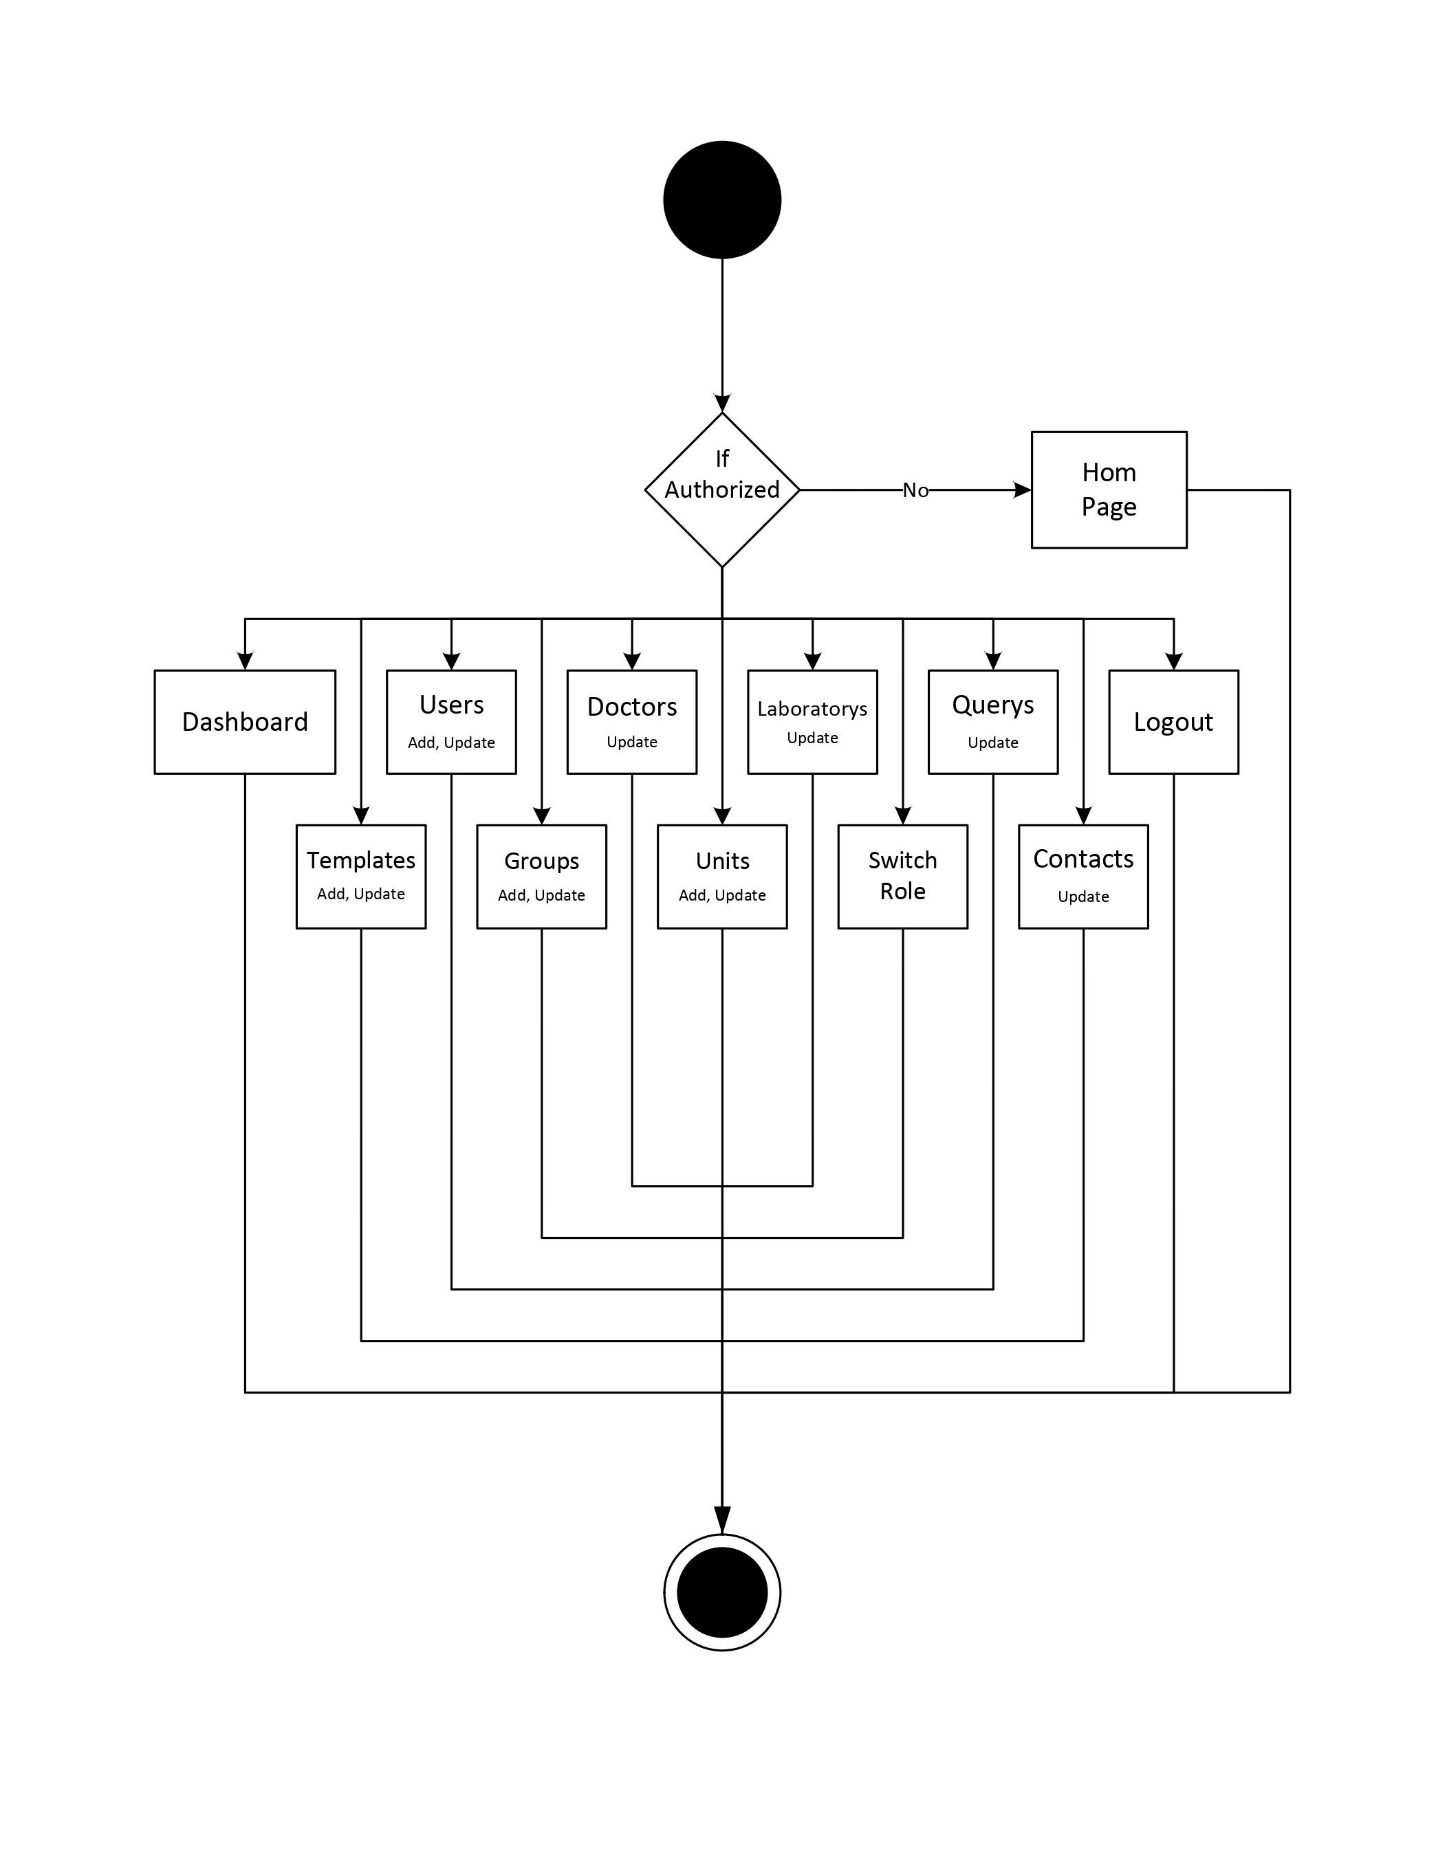 If
Authorized
No
Hom
Page
Dashboard
Users
Add, Update
Doctors
Update
Laboratorys
Update
Querys
Update
Logout
Templates
Add, Update
Groups
Add, Update
Units
Add, Update
Switch
Role
Contacts
Update